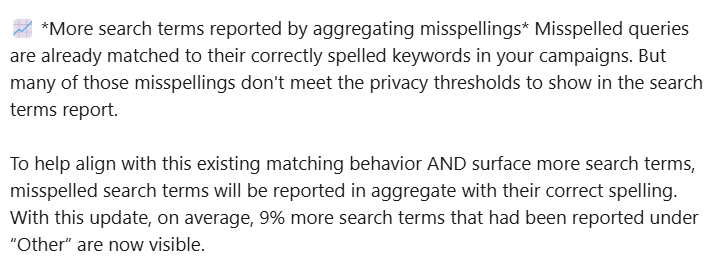 📈 *More search terms reported by aggregating misspellings* Misspelled queries
are already matched to their correctly spelled keywords in your campaigns. But
many of those misspellings don't meet the privacy thresholds to show in the search
terms report.
To help align with this existing matching behavior AND surface more search terms,
misspelled search terms will be reported in aggregate with their correct spelling.
With this update, on average, 9% more search terms that had been reported under
“Other” are now visible.